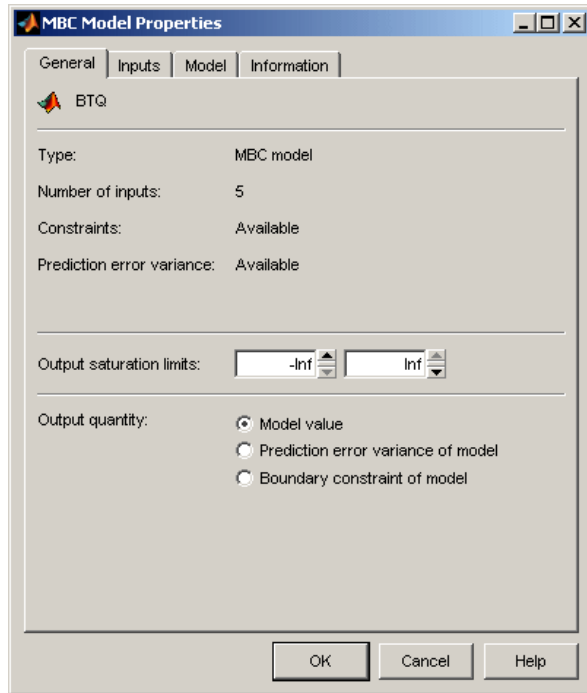 MBC Model Properties
General Inputs Model Information
BTQ
Type: MBC model
Number of inputs: 5
Constraints: Available
Prediction error variance: Available
Output saturation limits: -Inf Inf
Output quantity: Model value
Prediction error variance of model
Boundary constraint of model
OK Cancel Help